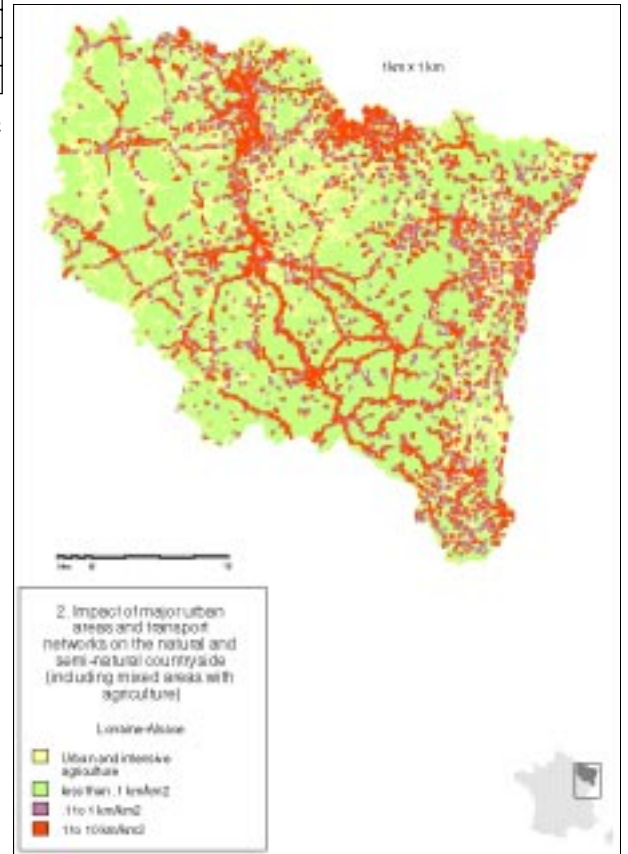 1km x 1km
2. Impact of major urban
areas and transport
networks on the natural and
semi-natural countryside
(including mixed areas with
agriculture)
Lorraine-Alsace
Urban and intensive
agriculture
less than .1 km/km2
.1 to 1 km/km2
1 to 10 km/km2